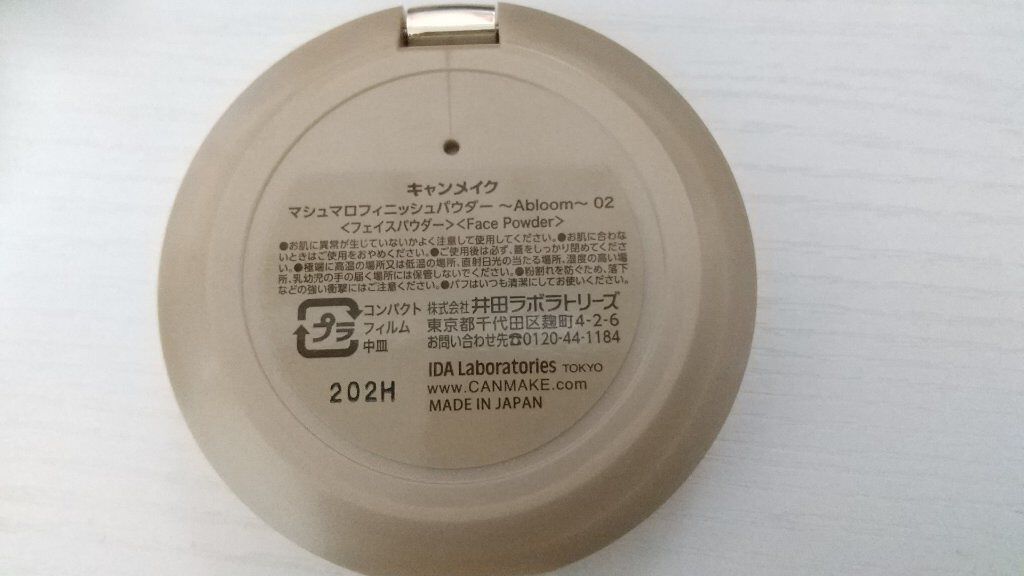 キャンメイク
マシュマロフィニッシュパウダー ～Abloom～ 02
<フェイスパウダー><Face Powder>
●お肌に異常が生じていないかよく注意して使用してください。●お肌に合わな
いときはご使用をおやめください。●ご使用後は必ず、蓋をしっかり閉めてくださ
い。●極端に高温の場所又は低温の場所、直射日光の当たる場所、湿度の高い場
所、乳幼児の手の届く場所には保管しないでください。●粉割れを防ぐため、落下
などの強い衝撃にはご注意ください。●パフはいつも清潔にしてお使いください。
プラ
コンパクト
フィルム
中皿
株式会社 井田ラボラトリーズ
東京都千代田区麹町4-2-6
お問い合わせ先☎0120-44-1184
IDA Laboratories TOKYO
www.CANMAKE.com
MADE IN JAPAN
202H